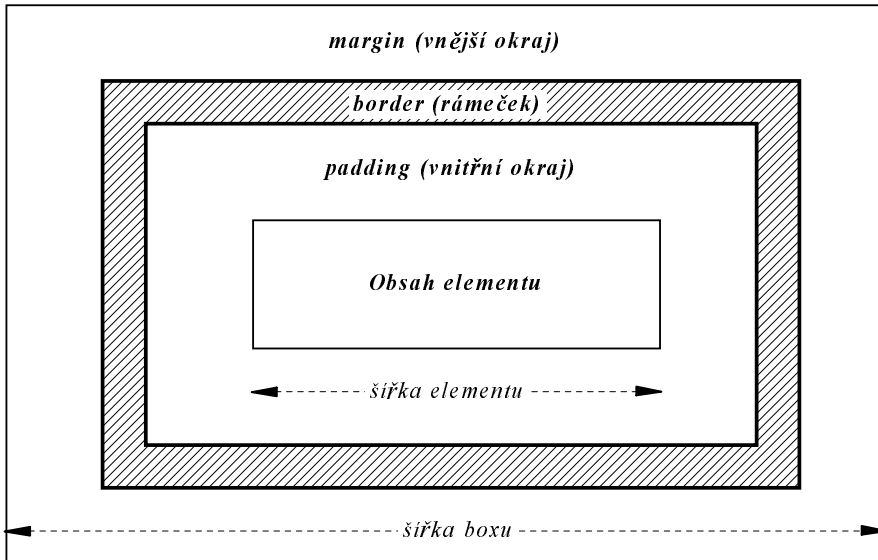 margin (vnější okraj)
border (rámeček)
padding (vnitřní okraj)
Obsah elementu
šířka elementu
šířka boxu